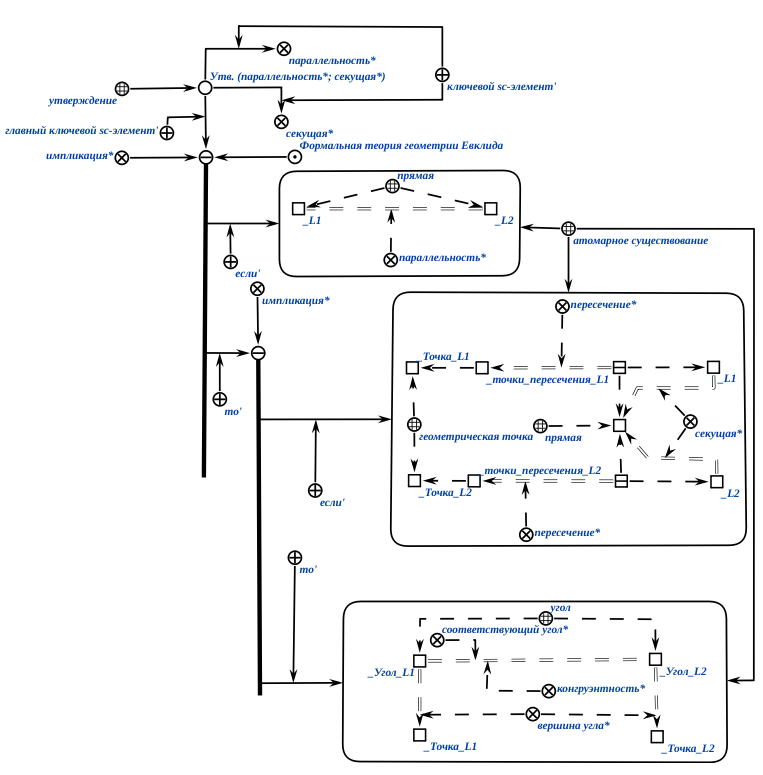 параллельность*
Утв. (параллельность*; секущая*)
ключевой sc-элемент'
утверждение
главный ключевой sc-элемент'
секущая*
Формальная теория геометрии Евклида
импликация*
прямая
_L1
_L2
атомарное существование
параллельность*
если'
импликация*
пересечение*
_Точка_L1
_точки_пересечения_L1
_L1
то'
геометрическая точка
прямая
секущая*
_точки_пересечения_L2
_Точка_L2
_L2
если'
пересечение*
то'
угол
соответствующий угол*
_Угол_L1
_Угол_L2
конгруэнтность*
вершина угла*
_Точка_L1
_Точка_L2